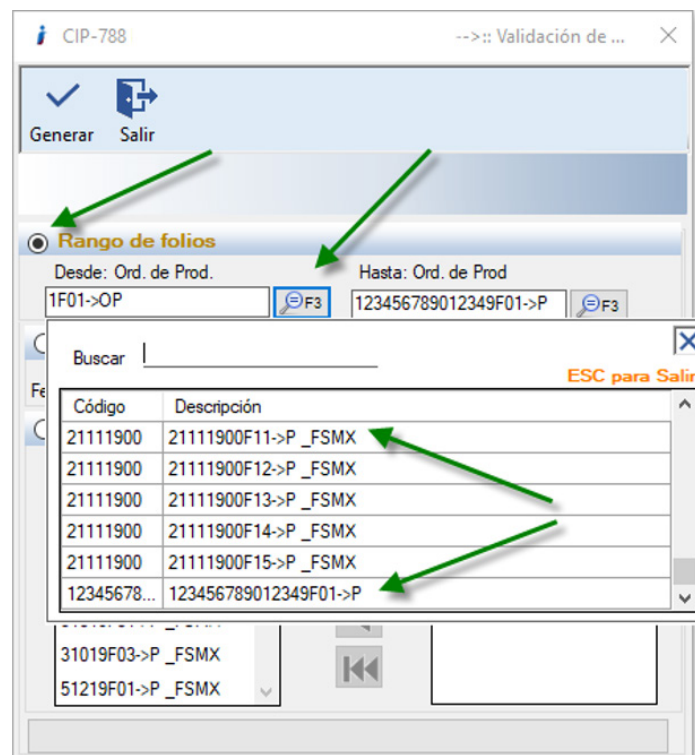 CIP-788 -->:: Validación de ...
Generar Salir
Rango de folios
Desde: Ord. de Prod. Hasta: Ord. de Prod
1F01->OP F3 123456789012349F01->P F3
Buscar
ESC para Salir
Fe
Código Descripción
21111900 21111900F11->P _FSMX
21111900 21111900F12->P _FSMX
21111900 21111900F13->P _FSMX
21111900 21111900F14->P _FSMX
21111900 21111900F15->P _FSMX
12345678... 123456789012349F01->P
31019F03->P _FSMX
51219F01->P _FSMX